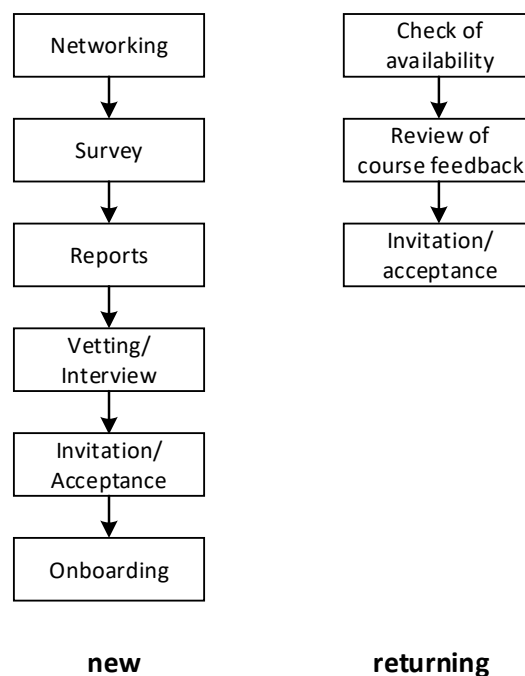 Networking
Survey
Reports
Vetting/
Interview
Invitation/
Acceptance
Onboarding
new
Check of
availability
Review of
course feedback
Invitation/
acceptance
returning